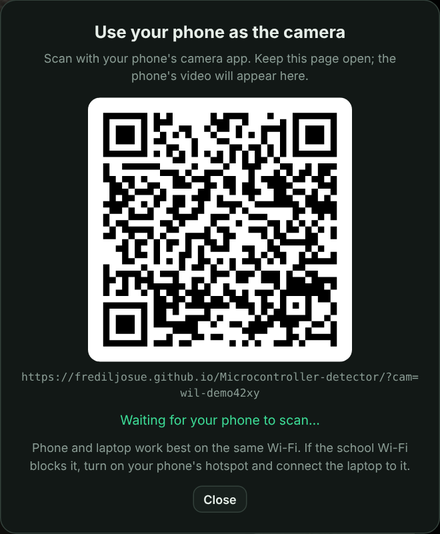 Use your phone as the camera
Scan with your phone's camera app. Keep this page open; the
phone's video will appear here.
https://frediljosue.github.io/Microcontroller-detector/?cam=
wil-demo42xy
Waiting for your phone to scan...
Phone and laptop work best on the same Wi-Fi. If the school Wi-Fi
blocks it, turn on your phone's hotspot and connect the laptop to it.
Close